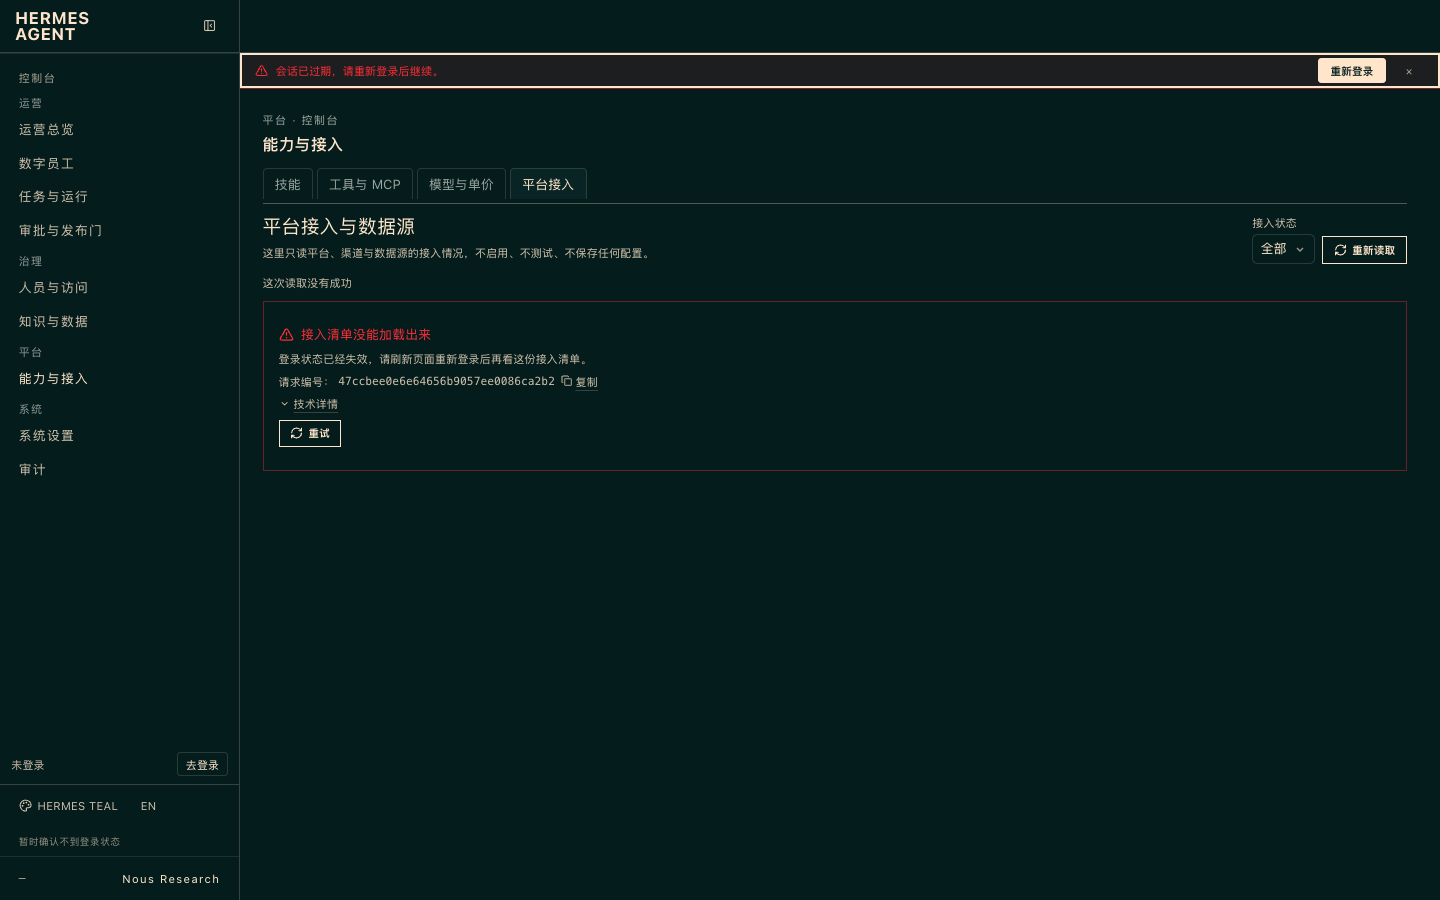 HERMES
AGENT
控制台
运营
运营总览
数字员工
任务与运行
审批与发布门
治理
人员与访问
知识与数据
平台
能力与接入
系统
系统设置
审计
未登录
去登录
HERMES TEAL
EN
暂时确认不到登录状态
—
Nous Research
会话已过期，请重新登录后继续。
重新登录
×
平台 · 控制台
能力与接入
技能
工具与 MCP
模型与单价
平台接入
平台接入与数据源
这里只读平台、渠道与数据源的接入情况，不启用、不测试、不保存任何配置。
接入状态
全部
重新读取
这次读取没有成功
接入清单没能加载出来
登录状态已经失效，请刷新页面重新登录后再看这份接入清单。
请求编号： 47ccbee0e6e64656b9057ee0086ca2b2 复制
技术详情
重试